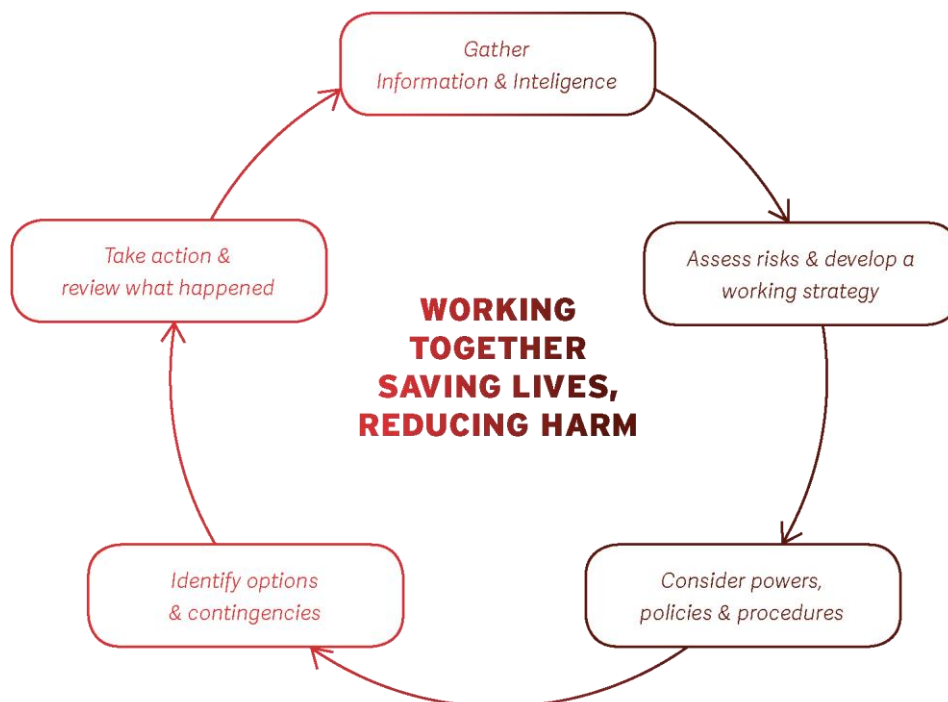 Gather
Information & Inteligence
Assess risks & develop a
working strategy
Consider powers,
policies & procedures
Identify options
& contingencies
Take action &
review what happened
WORKING
TOGETHER
SAVING LIVES,
REDUCING HARM